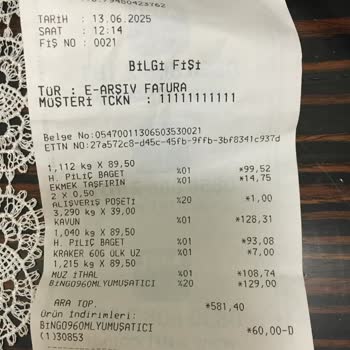 TARİH : 13.06.2025
SAAT : 12:14
FİŞ NO : 0021
BİLGİ FİŞİ
TÜR : E-ARŞIV FATURA
MÜŞTERİ TCKN : 11111111111
Belge No:05470011306503530021
ETTN NO:27a572c8-d45c-45fb-9ffb-3bf8341c937d
1,112 kg X 89,50
H. PİLİÇ BAGET %01 *99,52
EKMEK TAŞFIRIN %01 *14,75
2 X 0,50
ALIŞVERİŞ POŞETİ %20 *1,00
3,290 kg X 39,00
KAVUN %01 *128,31
1,040 kg X 89,50
H. PİLİÇ BAGET %01 *93,08
KRAKER 60G ÜLK UZ %01 *7,00
1,215 kg X 89,50
MUZ İTHAL %01 *108,74
BİNGO960MLYUMUŞATICI %20 *129,00
ARA TOP. *581,40
Ürün İndirimleri:
BİNGO960MLYUMUŞATICI *60,00-D
(1)30853